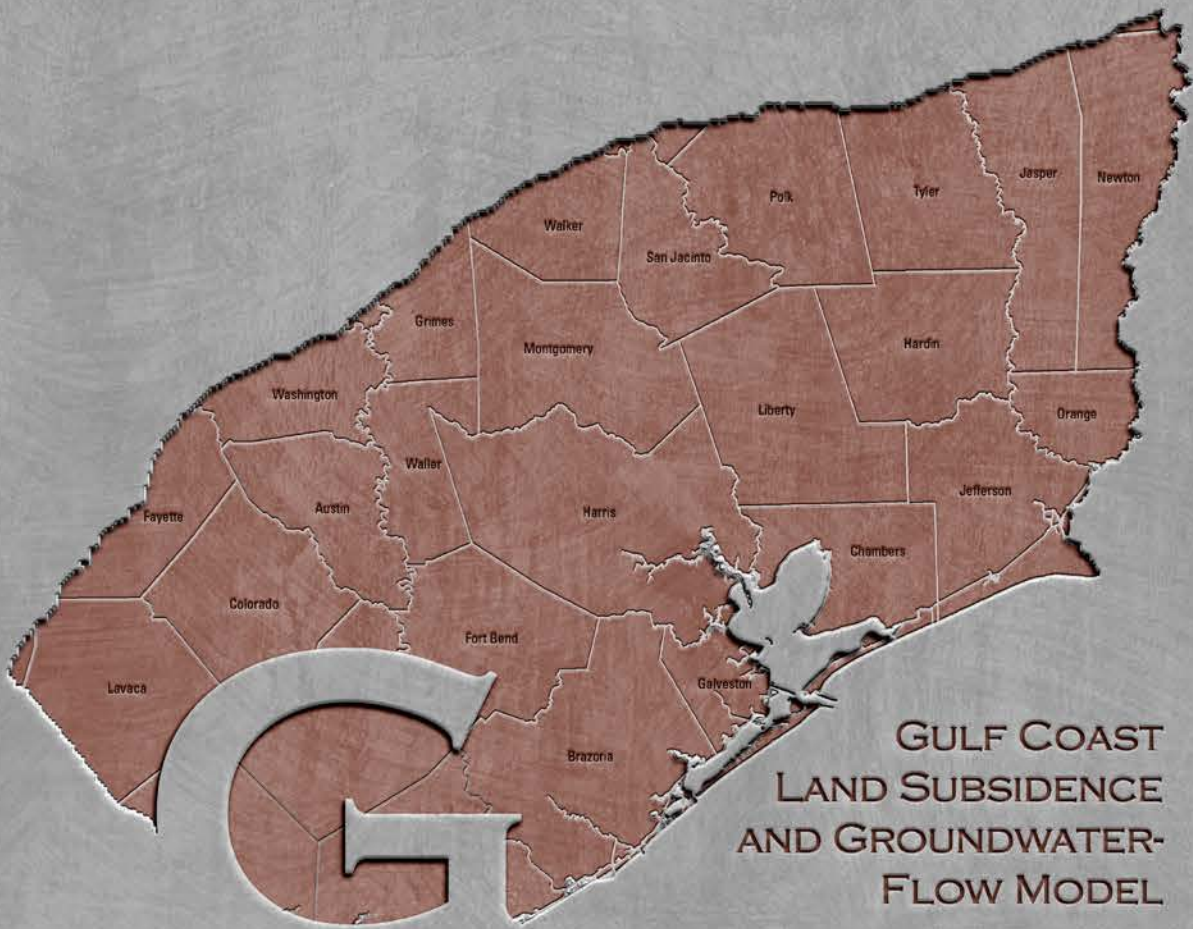 Jasper
Newton
Polk
Tyler
Walker
San Jacinto
Grimes
Montgomery
Hardin
Washington
Liberty
Orange
Waller
Fayette
Austin
Harris
Jefferson
Chambers
Colorado
Fort Bend
Lavaca
Galveston
Brazoria
G
GULF COAST
LAND SUBSIDENCE
AND GROUNDWATER-
FLOW MODEL